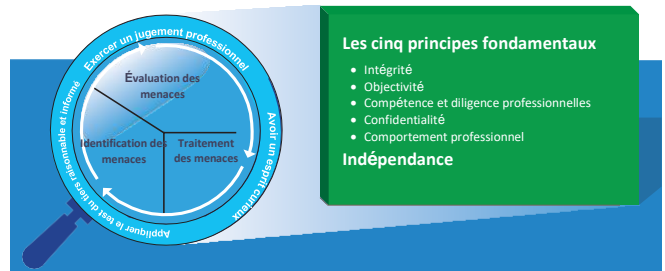 Exercer un jugement professionnel
Avoir un esprit curieux
Appliquer le test du tiers raisonnable et informé
Évaluation des
menaces
Identification des
menaces
Traitement
des menaces
Les cinq principes fondamentaux
• Intégrité
• Objectivité
• Compétence et diligence professionnelles
• Confidentialité
• Comportement professionnel
Indépendance